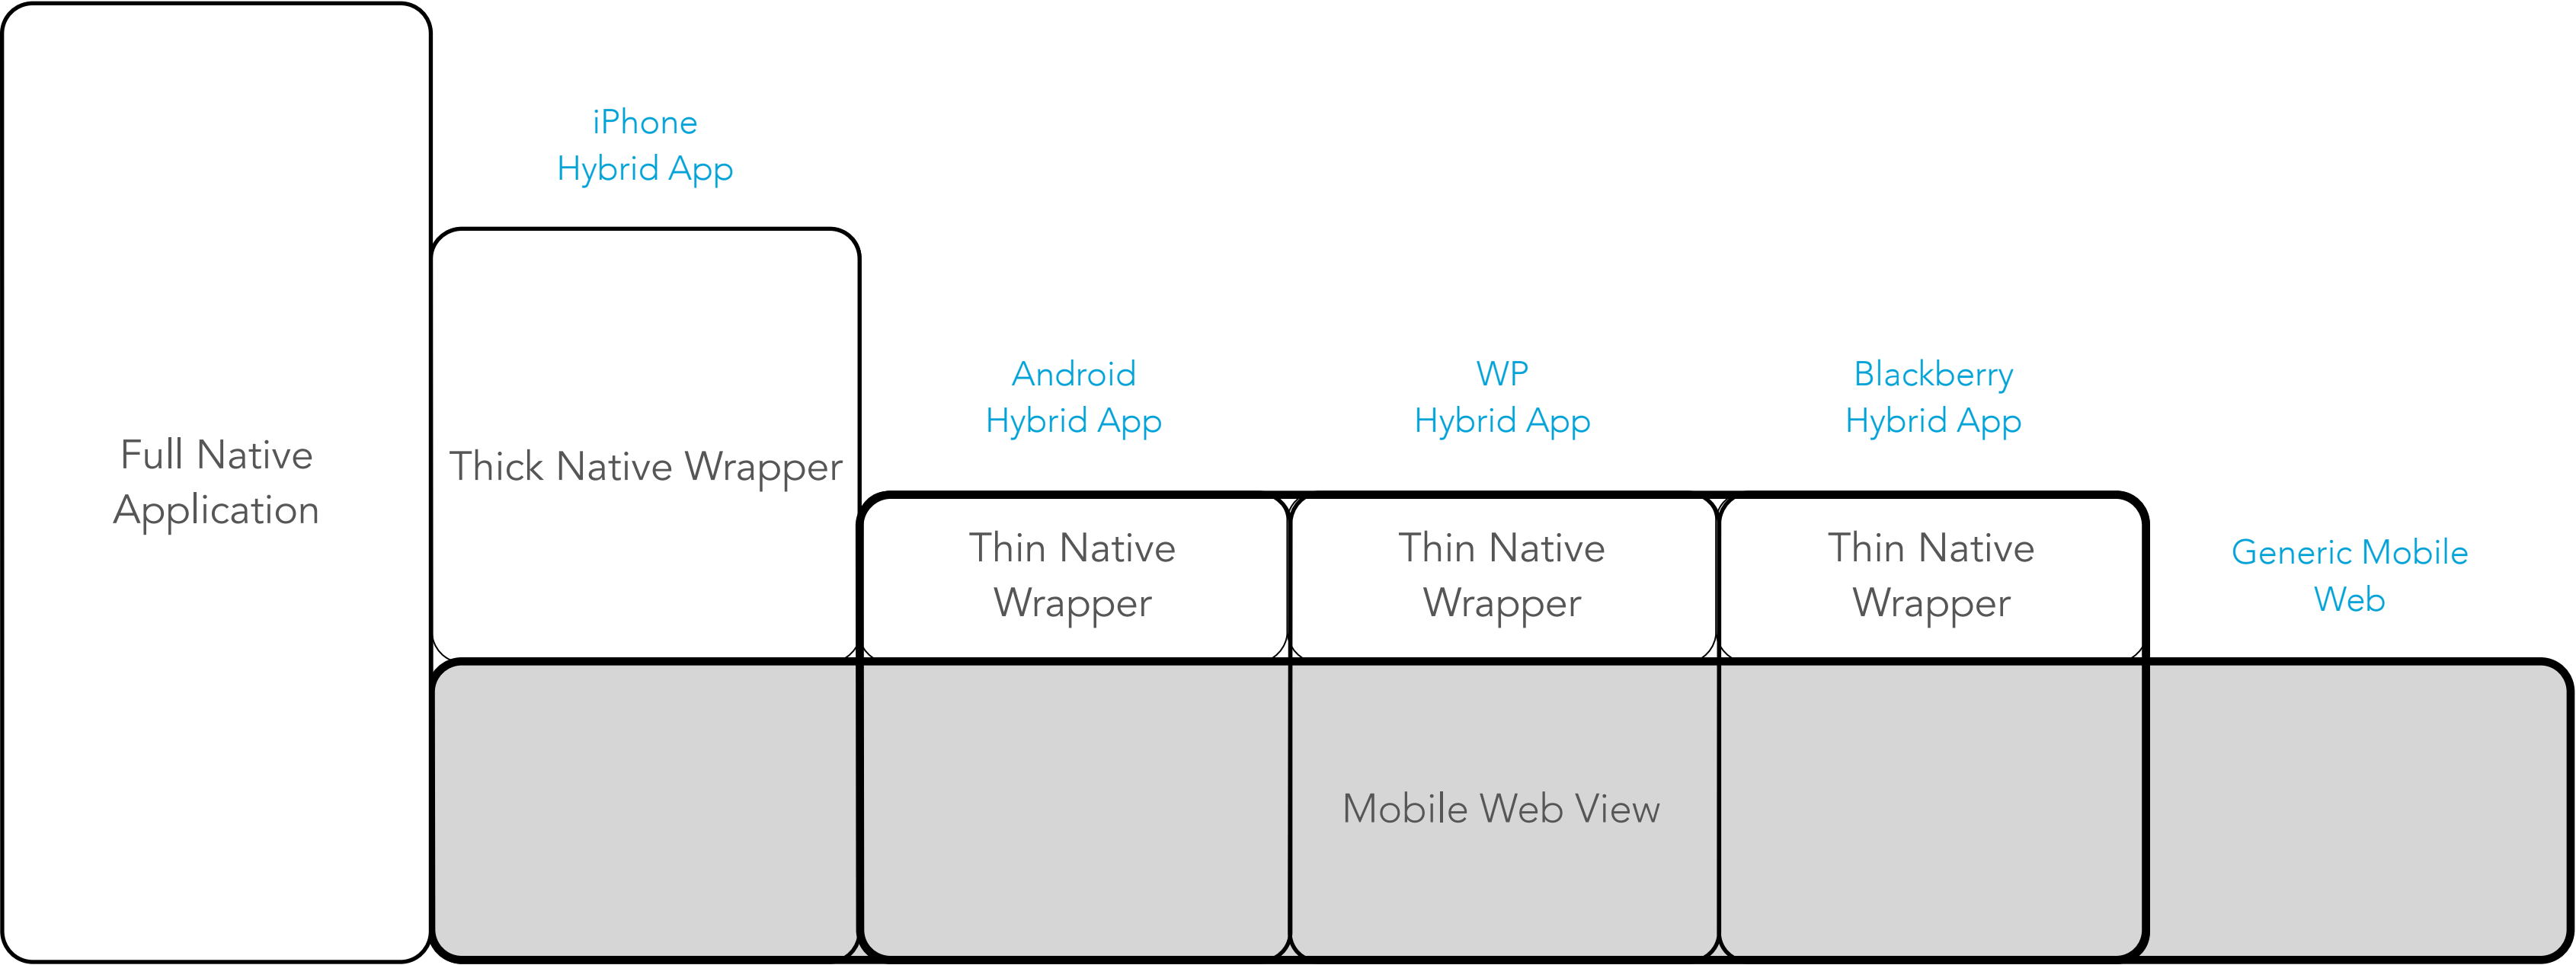 Full Native
Application
iPhone
Hybrid App
Thick Native Wrapper
Android
Hybrid App
Thin Native
Wrapper
WP
Hybrid App
Thin Native
Wrapper
Blackberry
Hybrid App
Thin Native
Wrapper
Generic Mobile
Web
Mobile Web View